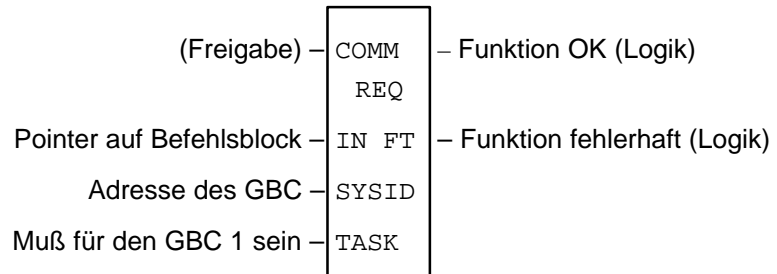 (Freigabe) – COMM – Funktion OK (Logik)
REQ
Pointer auf Befehlsblock – IN FT – Funktion fehlerhaft (Logik)
Adresse des GBC – SYSID
Muß für den GBC 1 sein – TASK